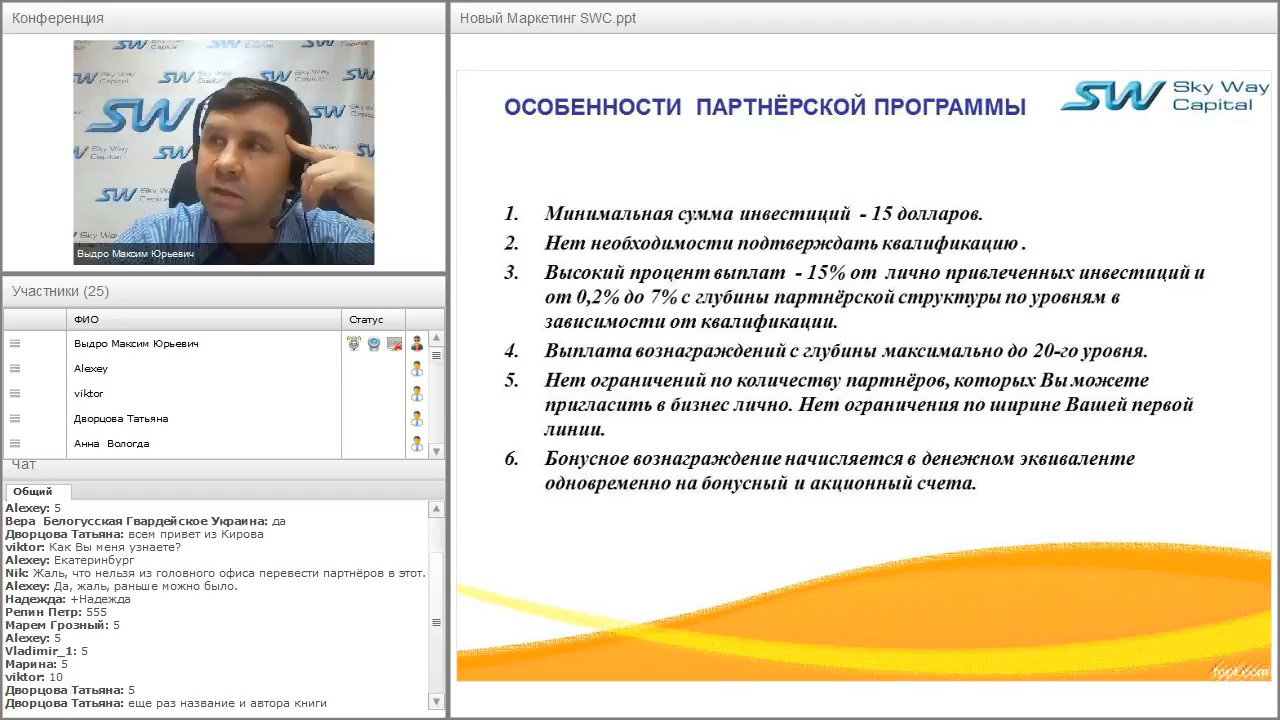 Конференция
SW Sky Way Capital
Выдро Максим Юрьевич
Участники (25)
ФИО
Статус
Выдро Максим Юрьевич
Alexey
viktor
Дворцова Татьяна
Анна Вологда
Чат
Общий
Alexey: 5
Вера Белогусская Гвардейское Украина: да
Дворцова Татьяна: всем привет из Кирова
viktor: Как Вы меня узнаете?
Alexey: Екатеринбург
Nik: Жаль, что нельзя из головного офиса перевести партнёров в этот.
Alexey: Да, жаль, раньше можно было.
Надежда: +Надежда
Репин Петр: 555
Марем Грозный: 5
Alexey: 5
Vladimir_1: 5
Марина: 5
viktor: 10
Дворцова Татьяна: 5
Дворцова Татьяна: еще раз название и автора книги
Новый Маркетинг SWC.ppt
ОСОБЕННОСТИ ПАРТНЁРСКОЙ ПРОГРАММЫ
SW Sky Way
Capital
1. Минимальная сумма инвестиций - 15 долларов.
2. Нет необходимости подтверждать квалификацию .
3. Высокий процент выплат - 15% от лично привлеченных инвестиций и
от 0,2% до 7% с глубины партнёрской структуры по уровням в
зависимости от квалификации.
4. Выплата вознаграждений с глубины максимально до 20-го уровня.
5. Нет ограничений по количеству партнёров, которых Вы можете
пригласить в бизнес лично. Нет ограничения по ширине Вашей первой
линии.
6. Бонусное вознаграждение начисляется в денежном эквиваленте
одновременно на бонусный и акционный счета.